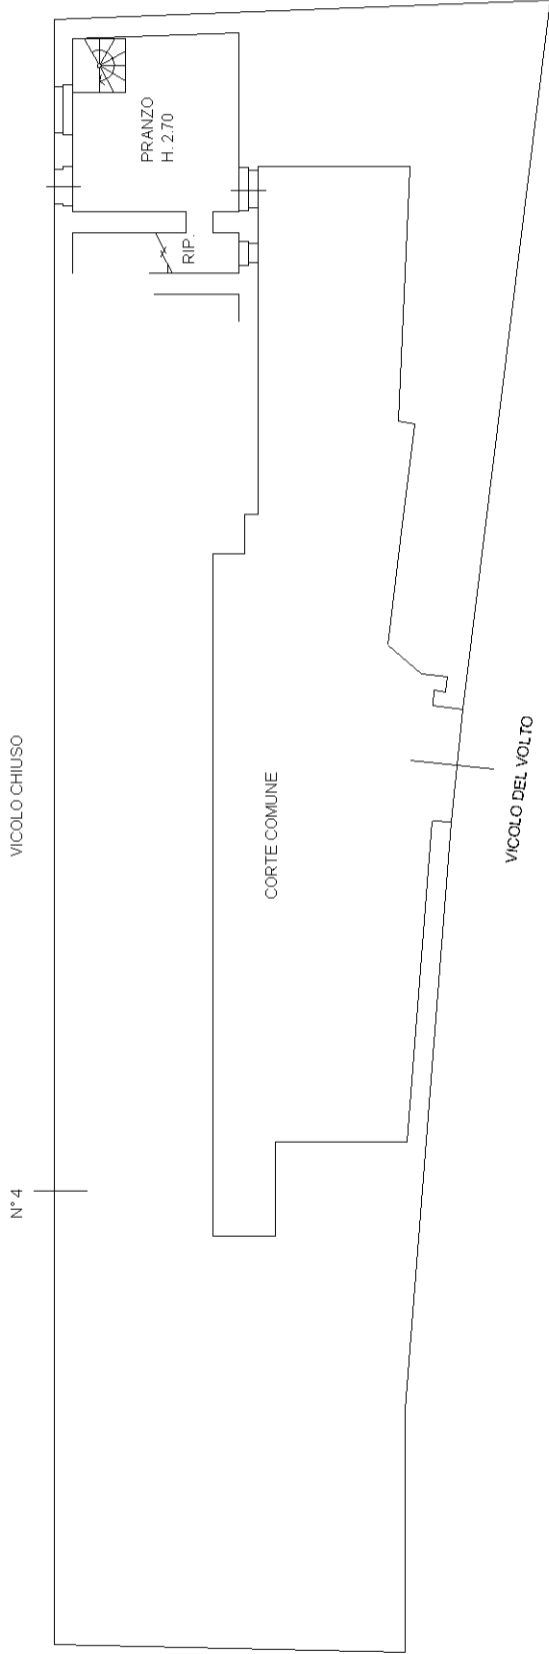 N° 4
VICOLO CHIUSO
PRANZO
H. 2.70
RIP.
CORTE COMUNE
VICOLO DEL VOLTO